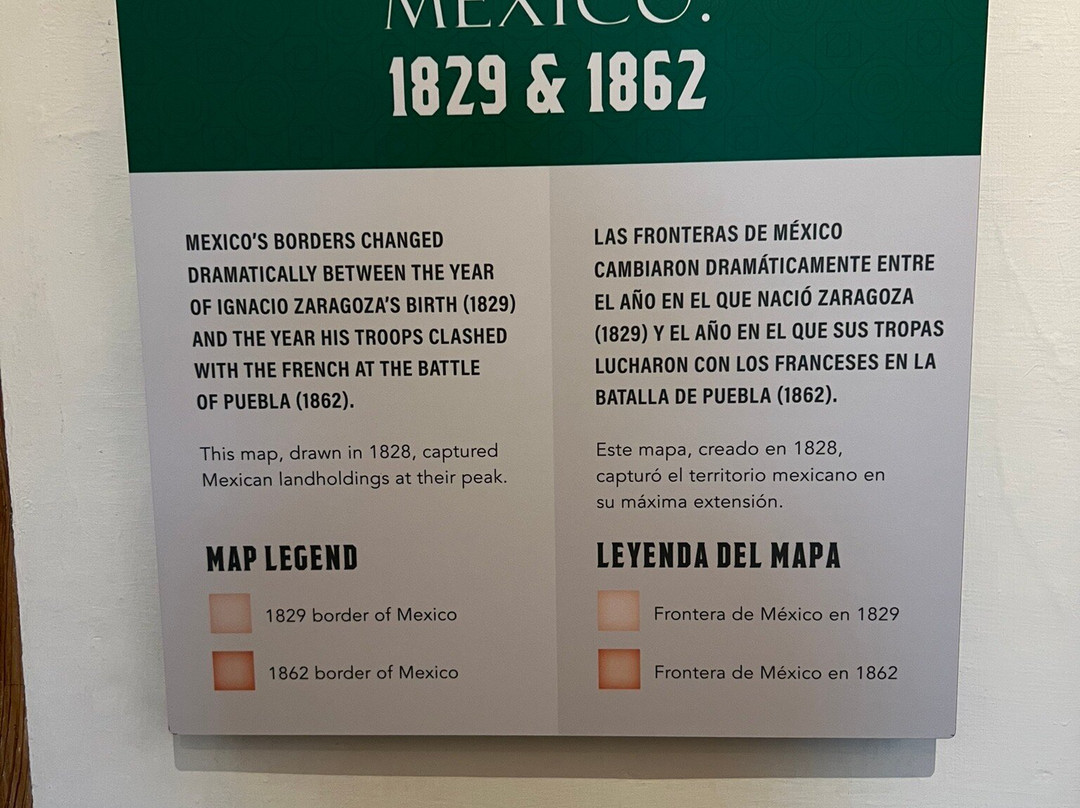 MEXICO:
1829 & 1862
MEXICO'S BORDERS CHANGED
DRAMATICALLY BETWEEN THE YEAR
OF IGNACIO ZARAGOZA'S BIRTH (1829)
AND THE YEAR HIS TROOPS CLASHED
WITH THE FRENCH AT THE BATTLE
OF PUEBLA (1862).
This map, drawn in 1828, captured
Mexican landholdings at their peak.
MAP LEGEND
1829 border of Mexico
1862 border of Mexico
LAS FRONTERAS DE MÉXICO
CAMBIARON DRAMÁTICAMENTE ENTRE
EL AÑO EN EL QUE NACIÓ ZARAGOZA
(1829) Y EL AÑO EN EL QUE SUS TROPAS
LUCHARON CON LOS FRANCESES EN LA
BATALLA DE PUEBLA (1862).
Este mapa, creado en 1828,
capturó el territorio mexicano en
su máxima extensión.
LEYENDA DEL MAPA
Frontera de México en 1829
Frontera de México en 1862